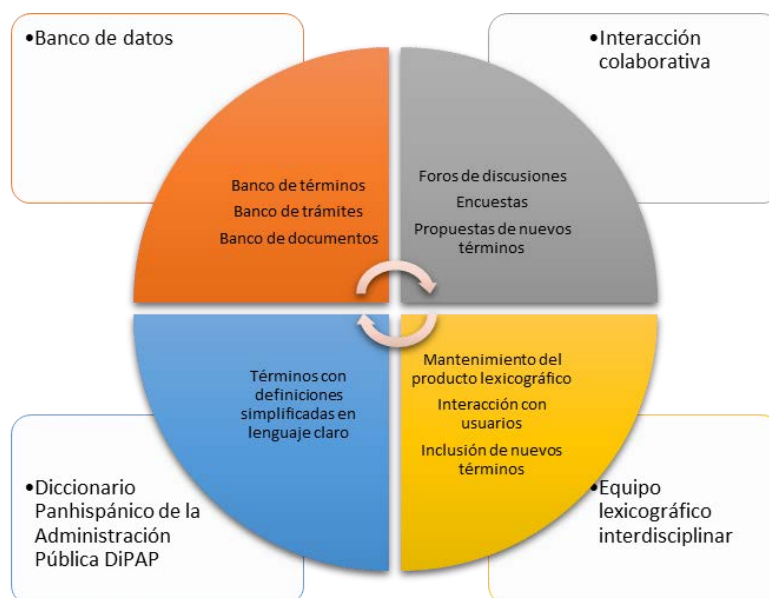 •Banco de datos
•Interacción
colaborativa
Banco de términos
Banco de trámites
Banco de documentos
Foros de discusiones
Encuestas
Propuestas de nuevos
términos
Términos con
definiciones
simplificadas en
lenguaje claro
Mantenimiento del
producto lexicográfico
Interacción con
usuarios
Inclusión de nuevos
términos
•Diccionario
Panhispánico de la
Administración
Pública DiPAP
•Equipo
lexicográfico
interdisciplinar